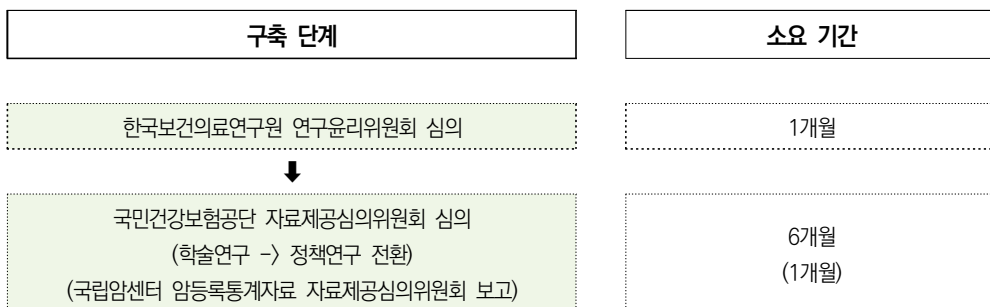 구축 단계
소요 기간
한국보건의료연구원 연구윤리위원회 심의
1개월
국민건강보험공단 자료제공심의위원회 심의
(학술연구 -> 정책연구 전환)
(국립암센터 암등록통계자료 자료제공심의위원회 보고)
6개월
(1개월)